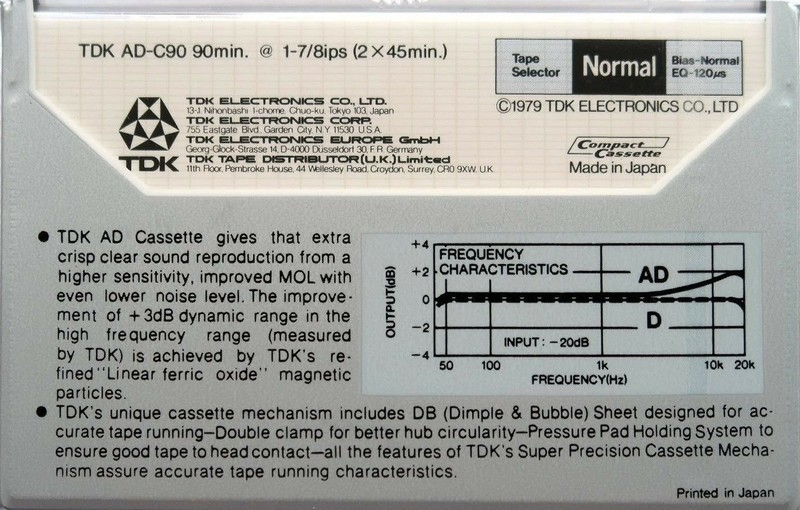 TDK AD-C90 90min. @ 1-7/8ips (2×45min.)
Tape Selector Normal Bias-Normal EQ-120µs
©1979 TDK ELECTRONICS CO., LTD
TDK
TDK ELECTRONICS CO., LTD.
13-1, Nihonbashi 1-chome, Chuo-ku, Tokyo 103, Japan
TDK ELECTRONICS CORP.
755 Eastgate Blvd., Garden City, N.Y. 11530 U.S.A.
TDK ELECTRONICS EUROPE GmbH
Georg-Glock-Strasse 14, D-4000 Düsseldorf 30, F.R. Germany
TDK TAPE DISTRIBUTOR (U.K.) Limited
11th Floor, Pembroke House, 44 Wellesley Road, Croydon, Surrey, CR0 9XW, U.K.
Compact
Cassette
Made in Japan
● TDK AD Cassette gives that extra
crisp clear sound reproduction from a
higher sensitivity, improved MOL with
even lower noise level. The improve-
ment of +3dB dynamic range in the
high frequency range (measured
by TDK) is achieved by TDK's re-
fined "Linear ferric oxide" magnetic
particles.
FREQUENCY
CHARACTERISTICS
OUTPUT(dB)
+4
+2
0
−2
−4
AD
D
INPUT: −20dB
50 100 1k 10k 20k
FREQUENCY(Hz)
● TDK's unique cassette mechanism includes DB (Dimple & Bubble) Sheet designed for ac-
curate tape running—Double clamp for better hub circularity—Pressure Pad Holding System to
ensure good tape to head contact—all the features of TDK's Super Precision Cassette Mecha-
nism assure accurate tape running characteristics.
Printed in Japan